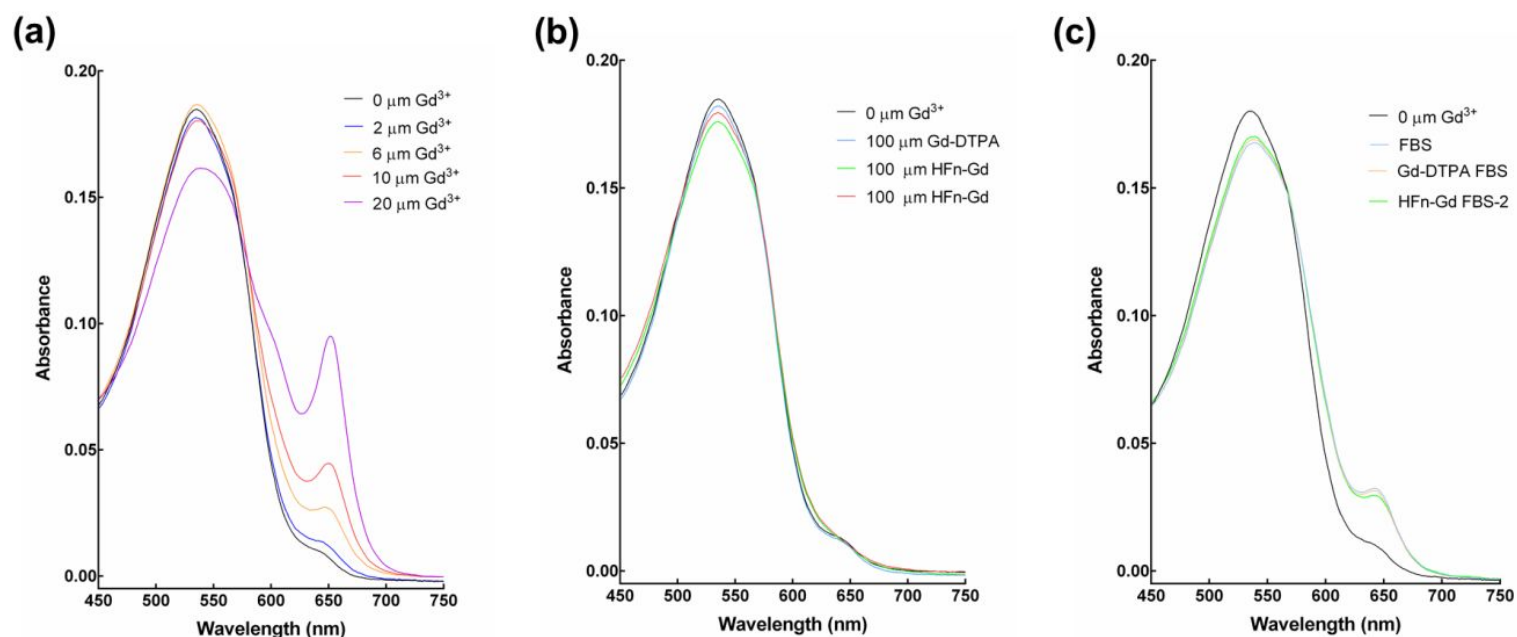 (a)
0.20
0.15
0.10
0.05
0.00
Absorbance
450 500 550 600 650 700 750
Wavelength (nm)
0 μm Gd³⁺
2 μm Gd³⁺
6 μm Gd³⁺
10 μm Gd³⁺
20 μm Gd³⁺
(b)
0.20
0.15
0.10
0.05
0.00
Absorbance
450 500 550 600 650 700 750
Wavelength (nm)
0 μm Gd³⁺
100 μm Gd-DTPA
100 μm HFn-Gd
100 μm HFn-Gd
(c)
0.20
0.15
0.10
0.05
0.00
Absorbance
450 500 550 600 650 700 750
Wavelength (nm)
0 μm Gd³⁺
FBS
Gd-DTPA FBS
HFn-Gd FBS-2